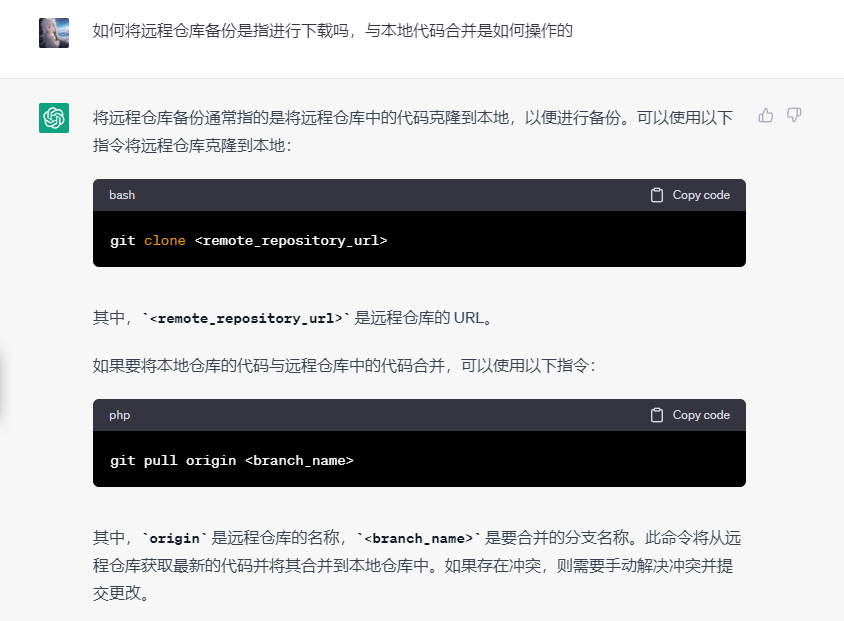 如何将远程仓库备份是指进行下载吗，与本地代码合并是如何操作的
将远程仓库备份通常指的是将远程仓库中的代码克隆到本地，以便进行备份。可以使用以下
指令将远程仓库克隆到本地：
bash Copy code
git clone <remote_repository_url>
其中，`<remote_repository_url>` 是远程仓库的 URL。
如果要将本地仓库的代码与远程仓库中的代码合并，可以使用以下指令：
php Copy code
git pull origin <branch_name>
其中，`origin` 是远程仓库的名称，`<branch_name>` 是要合并的分支名称。此命令将从远
程仓库获取最新的代码并将其合并到本地仓库中。如果存在冲突，则需要手动解决冲突并提
交更改。